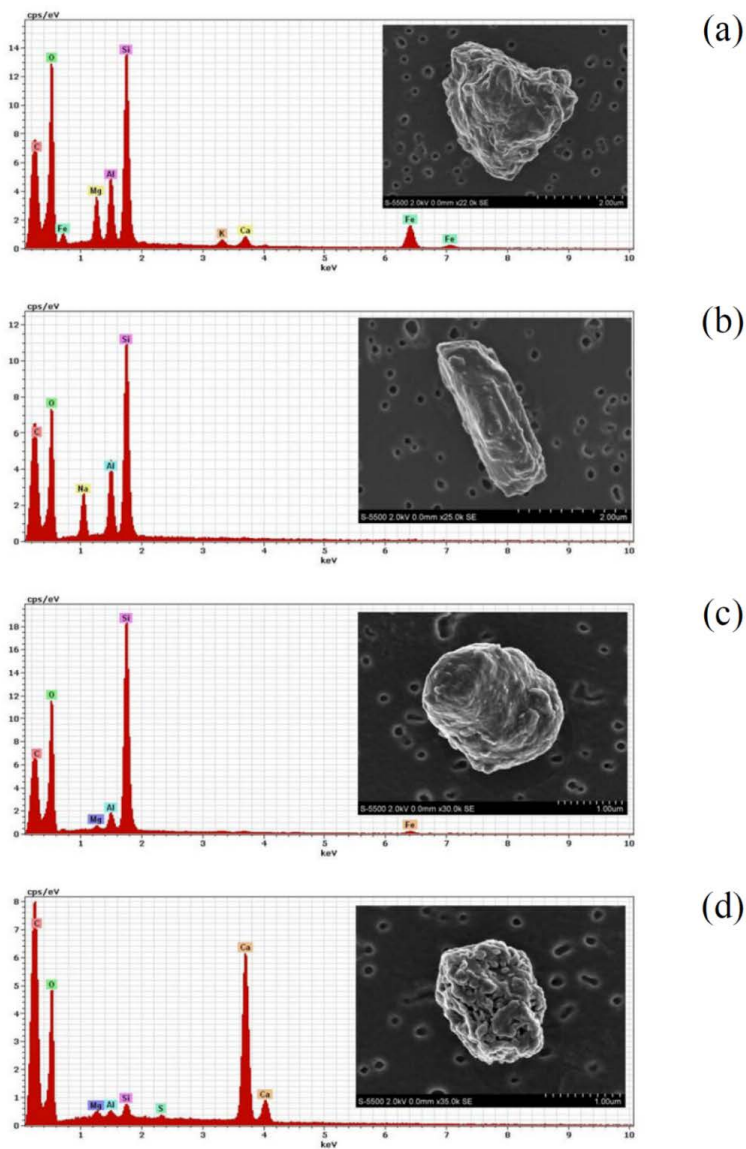 cps/eV
(a)
14
12
10
8
6
4
2
0
O
Si
C
Al
Mg
Fe
K
Ca
Fe
Fe
S-5500 2.0kV 0.0mm x22.0k SE
2.00um
1 2 3 4 5 6 7 8 9 10
keV
cps/eV
(b)
12
10
8
6
4
2
0
Si
O
C
Al
Na
S-5500 2.0kV 0.0mm x25.0k SE
2.00um
1 2 3 4 5 6 7 8 9 10
keV
cps/eV
(c)
18
16
14
12
10
8
6
4
2
0
Si
O
C
Al
Mg
Fe
S-5500 2.0kV 0.0mm x30.0k SE
1.00um
1 2 3 4 5 6 7 8 9 10
keV
cps/eV
(d)
8
7
6
5
4
3
2
1
0
C
Ca
O
Mg Al Si S
Ca
S-5500 2.0kV 0.0mm x35.0k SE
1.00um
1 2 3 4 5 6 7 8 9 10
keV